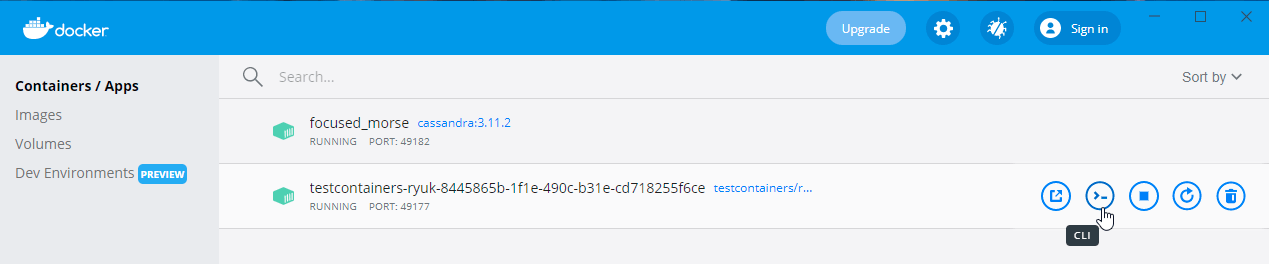 docker
Upgrade
Sign in
Containers / Apps
Images
Volumes
Dev Environments PREVIEW
Search...
Sort by
focused_morse cassandra:3.11.2
RUNNING PORT: 49182
testcontainers-ryuk-8445865b-1f1e-490c-b31e-cd718255f6ce testcontainers/r...
RUNNING PORT: 49177
CLI